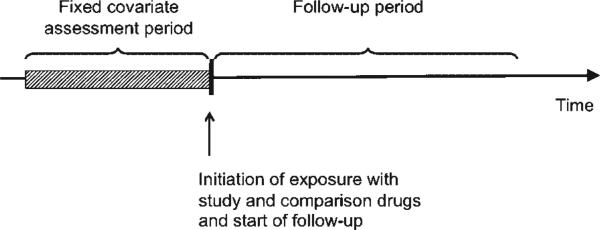 Fixed covariate
assessment period
Follow-up period
Time
Initiation of exposure with
study and comparison drugs
and start of follow-up